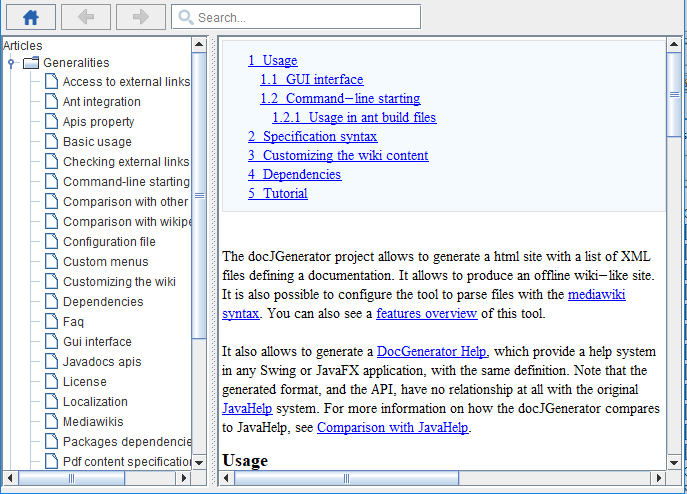 Search...
Articles
Generalities
Access to external links
Ant integration
Apis property
Basic usage
Checking external links
Command-line starting
Comparison with other
Comparison with wikipe
Configuration file
Custom menus
Customizing the wiki
Dependencies
Faq
Gui interface
Javadocs apis
License
Localization
Mediawikis
Packages dependencie
Pdf content specification
1 Usage
1.1 GUI interface
1.2 Command−line starting
1.2.1 Usage in ant build files
2 Specification syntax
3 Customizing the wiki content
4 Dependencies
5 Tutorial
The docJGenerator project allows to generate a html site with a list of XML
files defining a documentation. It allows to produce an offline wiki−like site.
It is also possible to configure the tool to parse files with the mediawiki
syntax. You can also see a features overview of this tool.
It also allows to generate a DocGenerator Help, which provide a help system
in any Swing or JavaFX application, with the same definition. Note that the
generated format, and the API, have no relationship at all with the original
JavaHelp system. For more information on how the docJGenerator compares
to JavaHelp, see Comparison with JavaHelp.
Usage